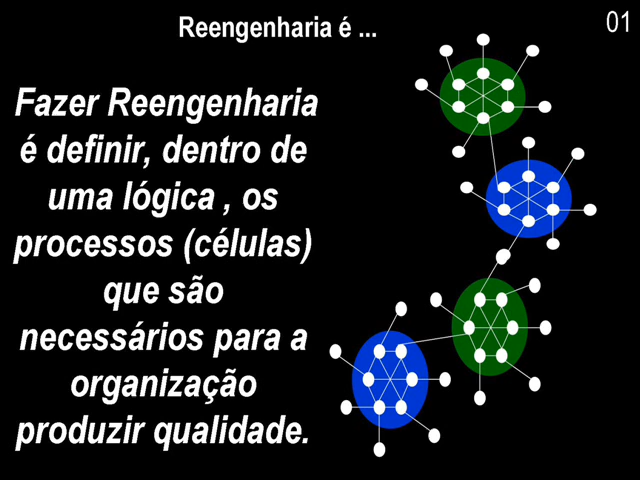 Reengenharia é ...
01
Fazer Reengenharia
é definir, dentro de
uma lógica , os
processos (células)
que são
necessários para a
organização
produzir qualidade.